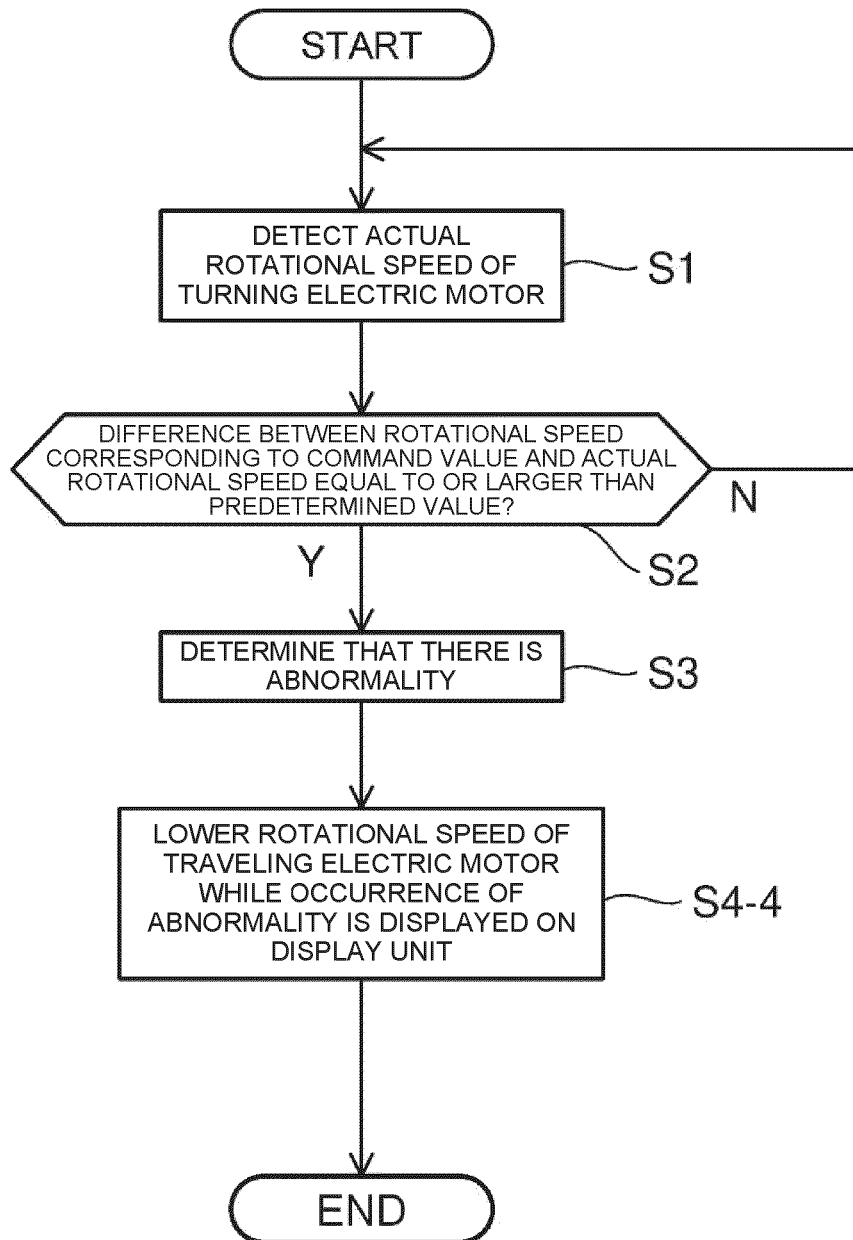 START
DETECT ACTUAL
ROTATIONAL SPEED OF
TURNING ELECTRIC MOTOR
S1
DIFFERENCE BETWEEN ROTATIONAL SPEED
CORRESPONDING TO COMMAND VALUE AND ACTUAL
ROTATIONAL SPEED EQUAL TO OR LARGER THAN
PREDETERMINED VALUE?
N
Y
S2
DETERMINE THAT THERE IS
ABNORMALITY
S3
LOWER ROTATIONAL SPEED OF
TRAVELING ELECTRIC MOTOR
WHILE OCCURRENCE OF
ABNORMALITY IS DISPLAYED ON
DISPLAY UNIT
S4-4
END